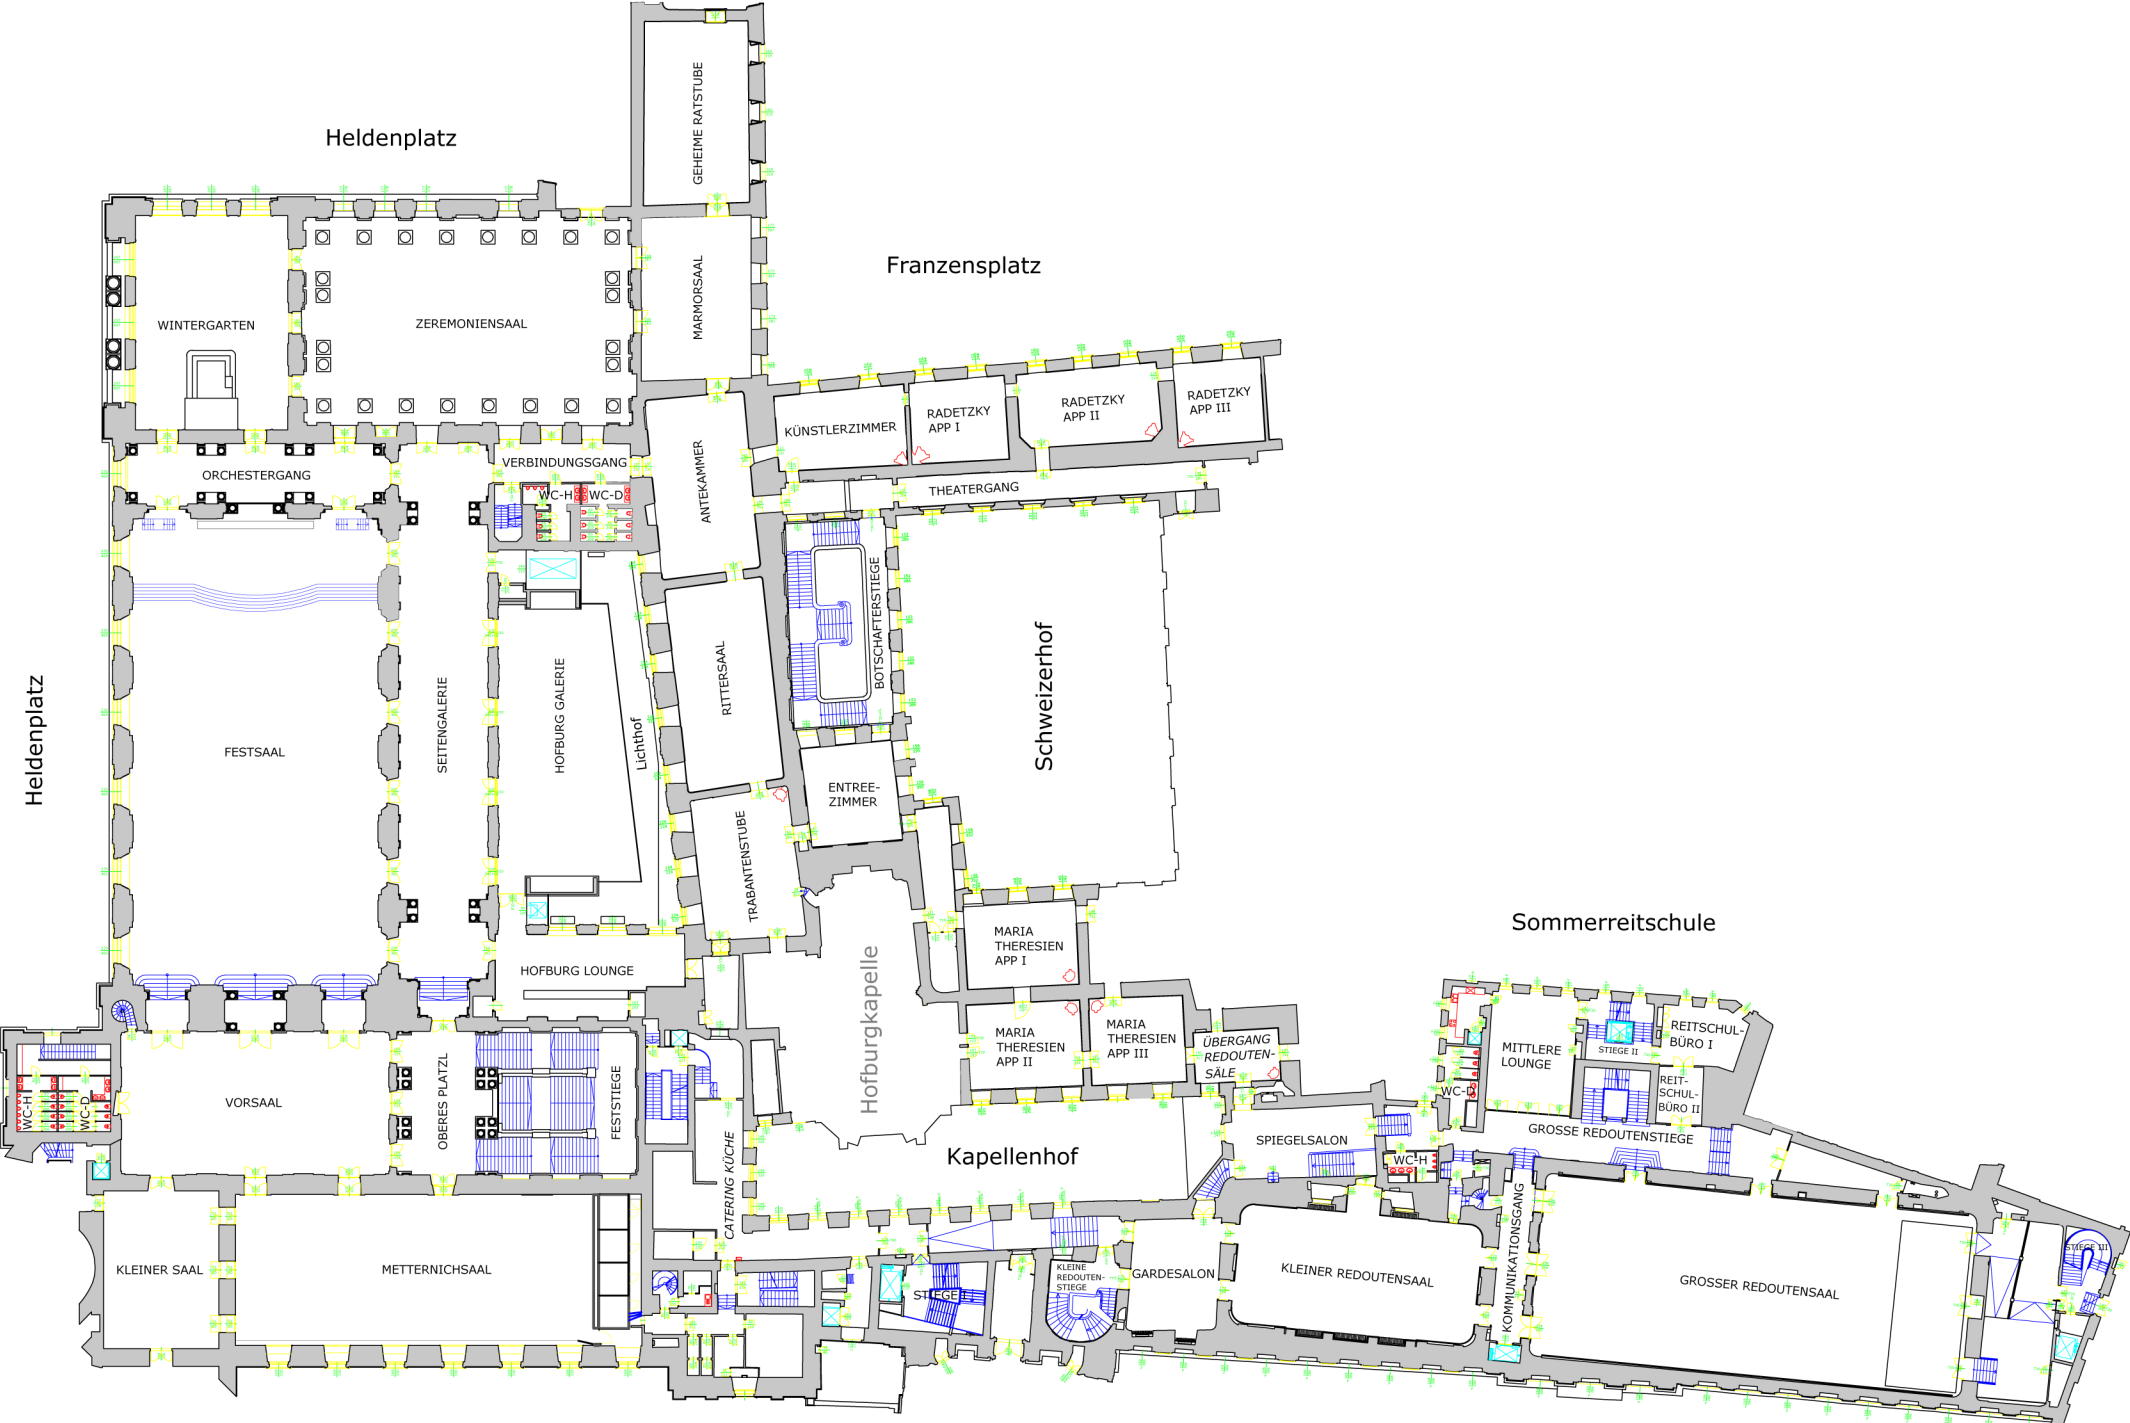 GEHEIME RATSTUBE
Heldenplatz
Franzensplatz
MARMORSAAL
WINTERGARTEN
ZEREMONIENSAAL
KÜNSTLERZIMMER
RADETZKY
APP I
RADETZKY
APP II
RADETZKY
APP III
ORCHESTERGANG
VERBINDUNGSGANG
WC-H
WC-D
ANTEKAMMER
THEATERGANG
BOTSCHAFTERSTIEGE
Schweizerhof
Heldenplatz
FESTSAAL
SEITENGALERIE
HOFBURG GALERIE
Lichthof
RITTERSAAL
ENTREE-
ZIMMER
TRABANTENSTUBE
HOFBURG LOUNGE
Hofburgkapelle
MARIA
THERESIEN
APP I
MARIA
THERESIEN
APP II
MARIA
THERESIEN
APP III
ÜBERGANG
REDOUTEN-
SÄLE
Sommerreitschule
MITTLERE
LOUNGE
STIEGE II
REITSCHUL-
BÜRO I
REIT-
SCHUL-
BÜRO II
WC-D
WC-H
WC-D
VORSAAL
OBERES PLATZL
FESTSTIEGE
CATERING KÜCHE
Kapellenhof
SPIEGELSALON
WC-H
GROSSE REDOUTENSTIEGE
KLEINER SAAL
METTERNICHSAAL
STIEGE I
KLEINE
REDOUTEN-
STIEGE
GARDESALON
KLEINER REDOUTENSAAL
KOMMUNIKATIONSGANG
GROSSER REDOUTENSAAL
STIEGE III